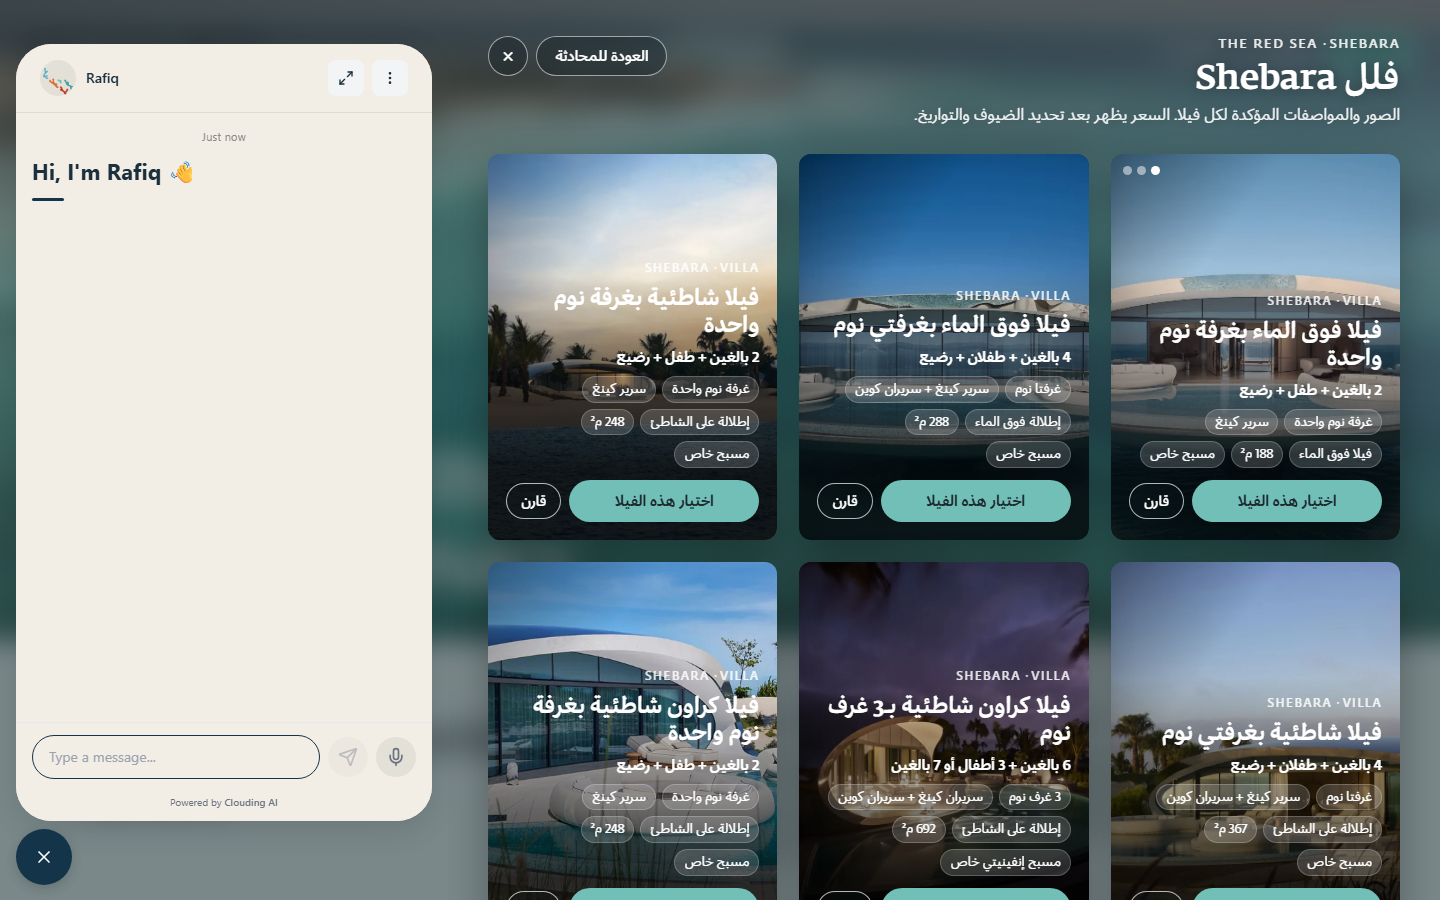 Rafiq
Just now
Hi, I'm Rafiq 👋
Type a message...
Powered by Clouding AI
العودة للمحادثة
THE RED SEA · SHEBARA
فلل Shebara
الصور والمواصفات المؤكدة لكل فيلا. السعر يظهر بعد تحديد الضيوف والتواريخ.
SHEBARA · VILLA
فيلا فوق الماء بغرفة نوم
واحدة
2 بالغين + طفل + رضيع
غرفة نوم واحدة
سرير كينغ
فيلا فوق الماء
188 م²
مسبح خاص
اختيار هذه الفيلا
قارن
SHEBARA · VILLA
فيلا فوق الماء بغرفتي نوم
4 بالغين + طفلان + رضيع
غرفتا نوم
سرير كينغ + سريران كوين
إطلالة فوق الماء
288 م²
مسبح خاص
اختيار هذه الفيلا
قارن
SHEBARA · VILLA
فيلا شاطئية بغرفة نوم
واحدة
2 بالغين + طفل + رضيع
غرفة نوم واحدة
سرير كينغ
إطلالة على الشاطئ
248 م²
مسبح خاص
اختيار هذه الفيلا
قارن
SHEBARA · VILLA
فيلا شاطئية بغرفتي نوم
4 بالغين + طفلان + رضيع
غرفتا نوم
سرير كينغ + سريران كوين
إطلالة على الشاطئ
367 م²
مسبح خاص
SHEBARA · VILLA
فيلا كراون شاطئية بـ3 غرف
نوم
6 بالغين + 3 أطفال أو 7 بالغين
3 غرف نوم
سريران كينغ + سريران كوين
إطلالة على الشاطئ
692 م²
مسبح إنفينيتي خاص
SHEBARA · VILLA
فيلا كراون شاطئية بغرفة
نوم واحدة
2 بالغين + طفل + رضيع
غرفة نوم واحدة
سرير كينغ
إطلالة على الشاطئ
248 م²
مسبح خاص